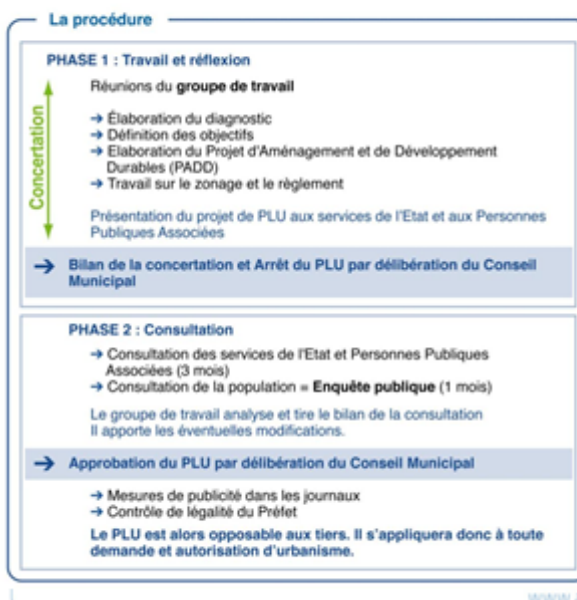 La procédure
PHASE 1 : Travail et réflexion
Concertation
Réunions du groupe de travail
→ Élaboration du diagnostic
→ Définition des objectifs
→ Elaboration du Projet d'Aménagement et de Développement
Durables (PADD)
→ Travail sur le zonage et le règlement
Présentation du projet de PLU aux services de l'Etat et aux Personnes
Publiques Associées
→ Bilan de la concertation et Arrêt du PLU par délibération du Conseil
Municipal
PHASE 2 : Consultation
→ Consultation des services de l'Etat et Personnes Publiques
Associées (3 mois)
→ Consultation de la population = Enquête publique (1 mois)
Le groupe de travail analyse et tire le bilan de la consultation
Il apporte les éventuelles modifications.
→ Approbation du PLU par délibération du Conseil Municipal
→ Mesures de publicité dans les journaux
→ Contrôle de légalité du Préfet
Le PLU est alors opposable aux tiers. Il s'appliquera donc à toute
demande et autorisation d'urbanisme.